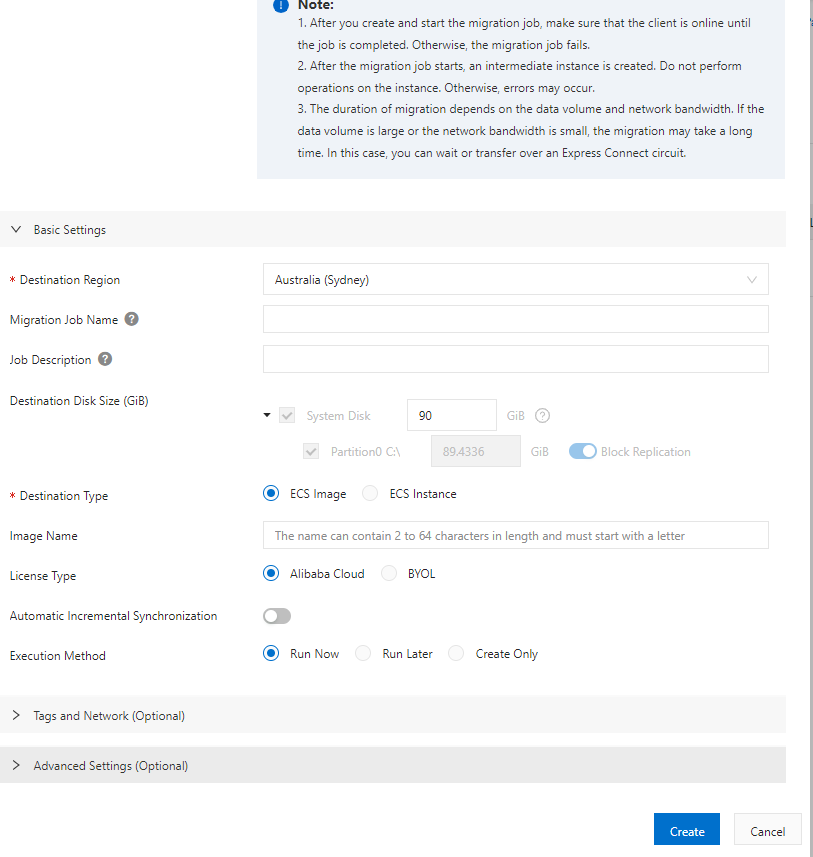 Note:
1. After you create and start the migration job, make sure that the client is online until
the job is completed. Otherwise, the migration job fails.
2. After the migration job starts, an intermediate instance is created. Do not perform
operations on the instance. Otherwise, errors may occur.
3. The duration of migration depends on the data volume and network bandwidth. If the
data volume is large or the network bandwidth is small, the migration may take a long
time. In this case, you can wait or transfer over an Express Connect circuit.
Basic Settings
* Destination Region
Australia (Sydney)
Migration Job Name ?
Job Description ?
Destination Disk Size (GiB)
System Disk 90 GiB ?
Partition0 C:\ 89.4336 GiB Block Replication
* Destination Type
ECS Image ECS Instance
Image Name
The name can contain 2 to 64 characters in length and must start with a letter
License Type
Alibaba Cloud BYOL
Automatic Incremental Synchronization
Execution Method
Run Now Run Later Create Only
Tags and Network (Optional)
Advanced Settings (Optional)
Create Cancel